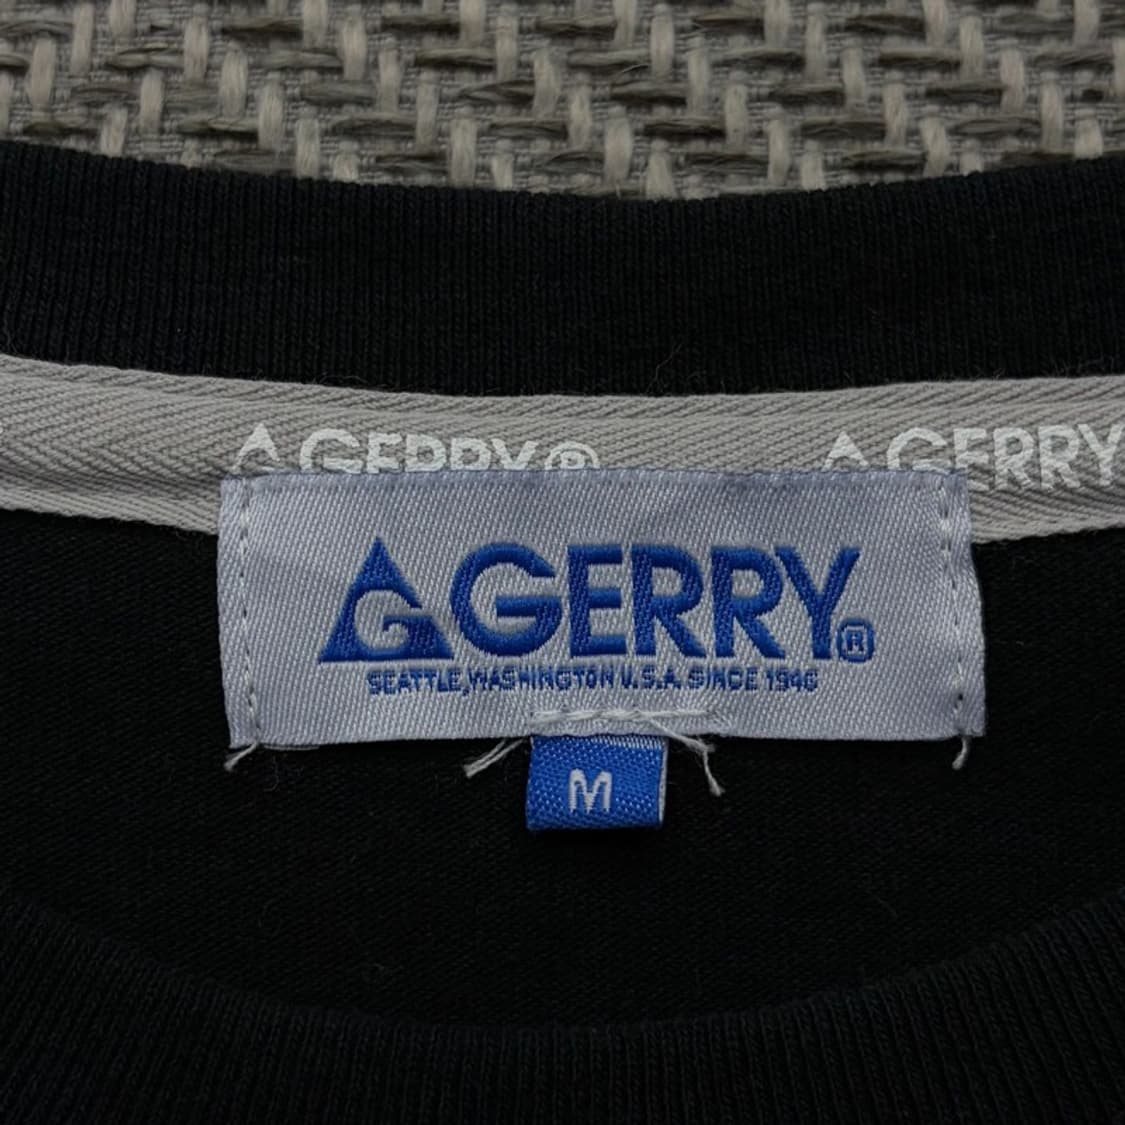 GERRY®
GERRY
GERRY®
SEATTLE,WASHINGTON U.S.A. SINCE 1946
M